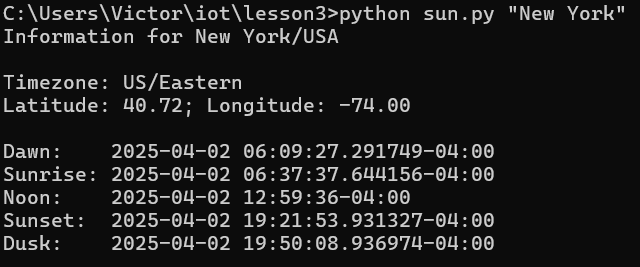 C:\Users\Victor\iot\lesson3>python sun.py "New York"
Information for New York/USA
Timezone: US/Eastern
Latitude: 40.72; Longitude: -74.00
Dawn:    2025-04-02 06:09:27.291749-04:00
Sunrise: 2025-04-02 06:37:37.644156-04:00
Noon:    2025-04-02 12:59:36-04:00
Sunset:  2025-04-02 19:21:53.931327-04:00
Dusk:    2025-04-02 19:50:08.936974-04:00